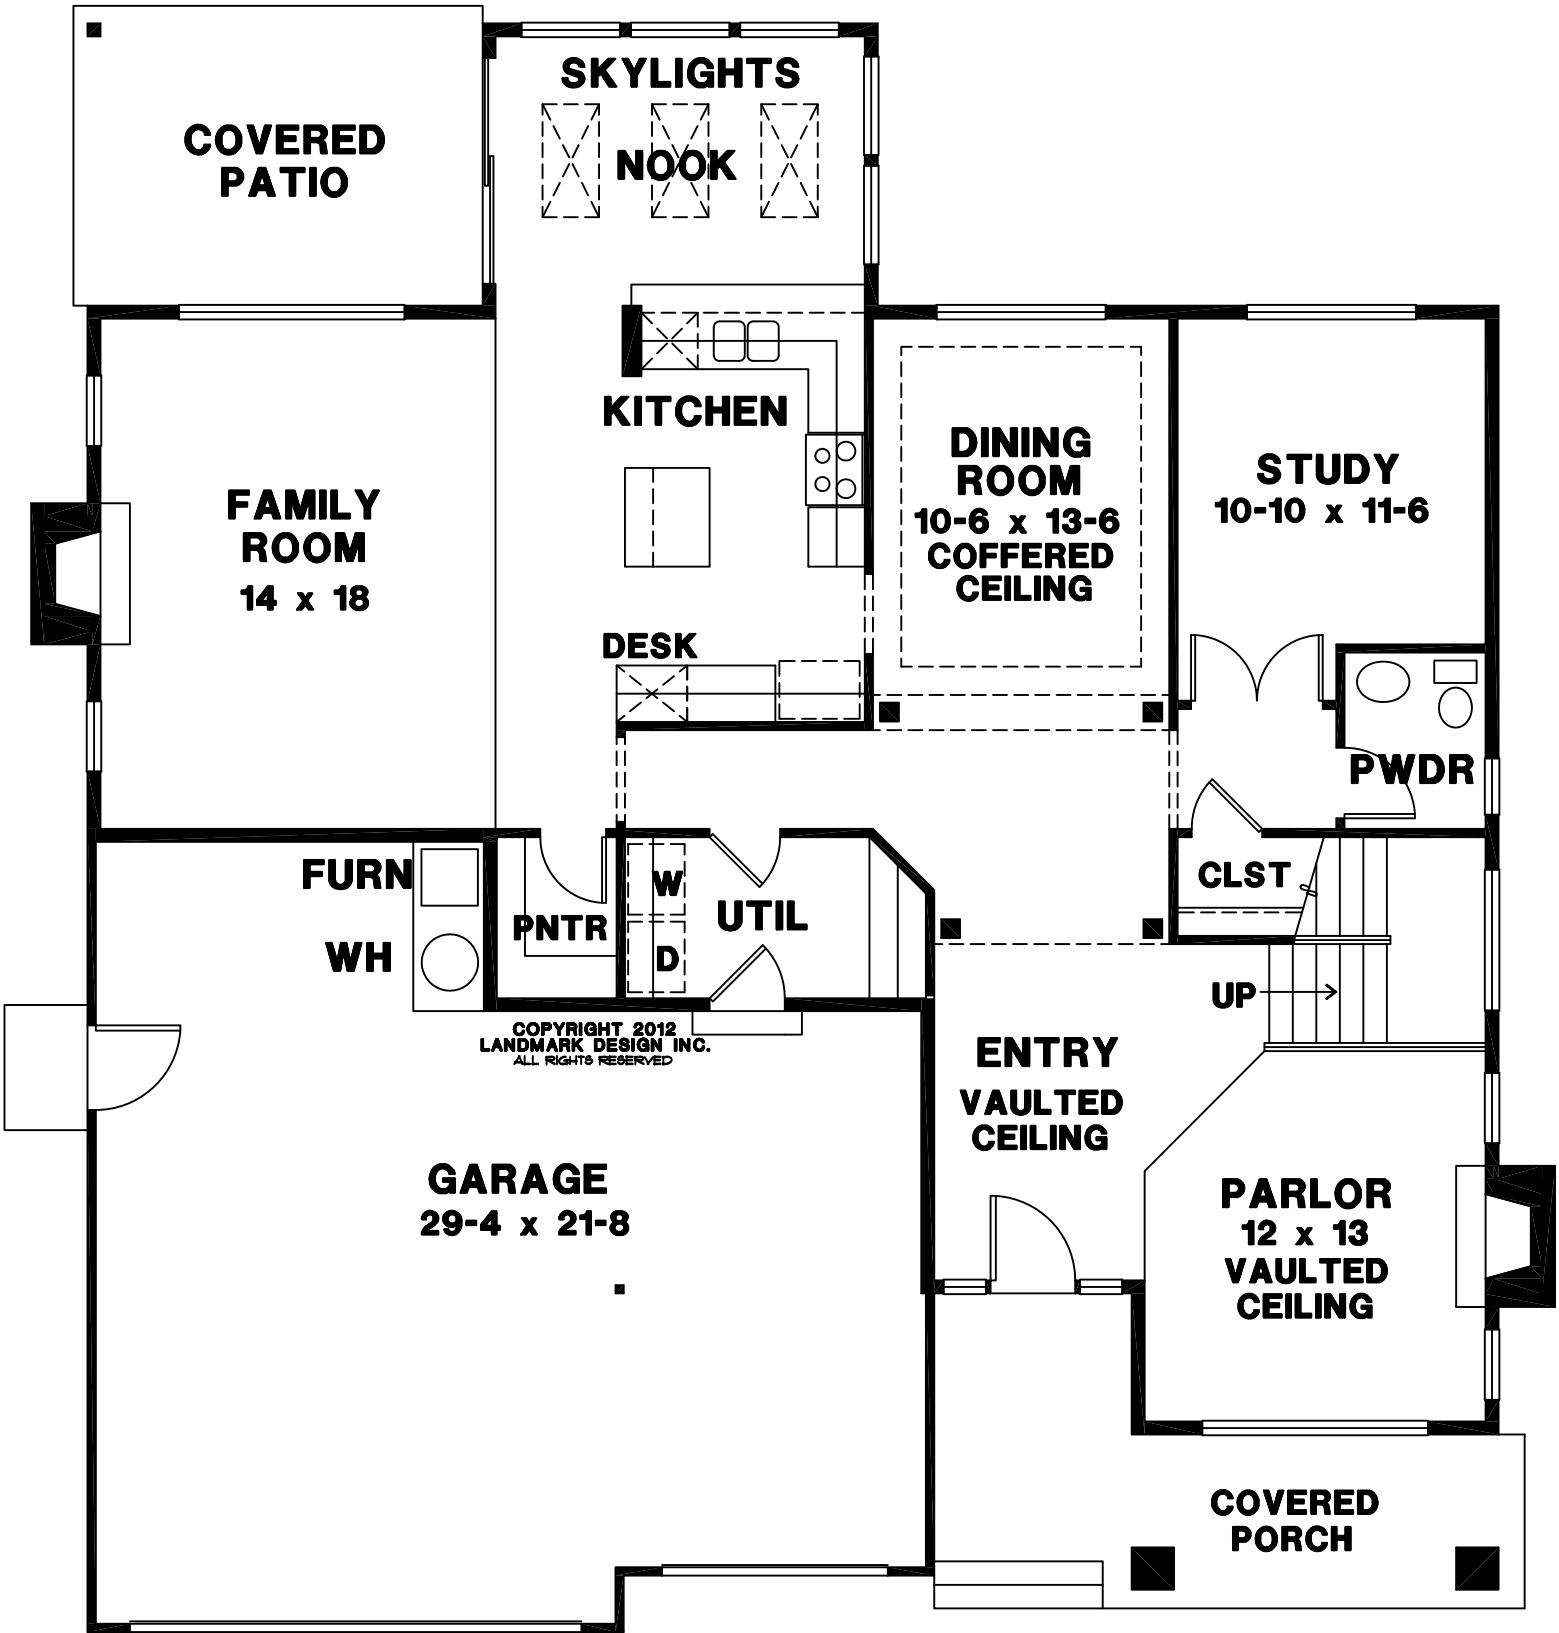 SKYLIGHTS
NOOK
COVERED
PATIO
KITCHEN
DINING
ROOM
10-6 x 13-6
COFFERED
CEILING
STUDY
10-10 x 11-6
FAMILY
ROOM
14 x 18
DESK
PWDR
FURN
WH
PNTR
W
D
UTIL
CLST
UP
COPYRIGHT 2012
LANDMARK DESIGN INC.
ALL RIGHTS RESERVED
ENTRY
VAULTED
CEILING
GARAGE
29-4 x 21-8
PARLOR
12 x 13
VAULTED
CEILING
COVERED
PORCH